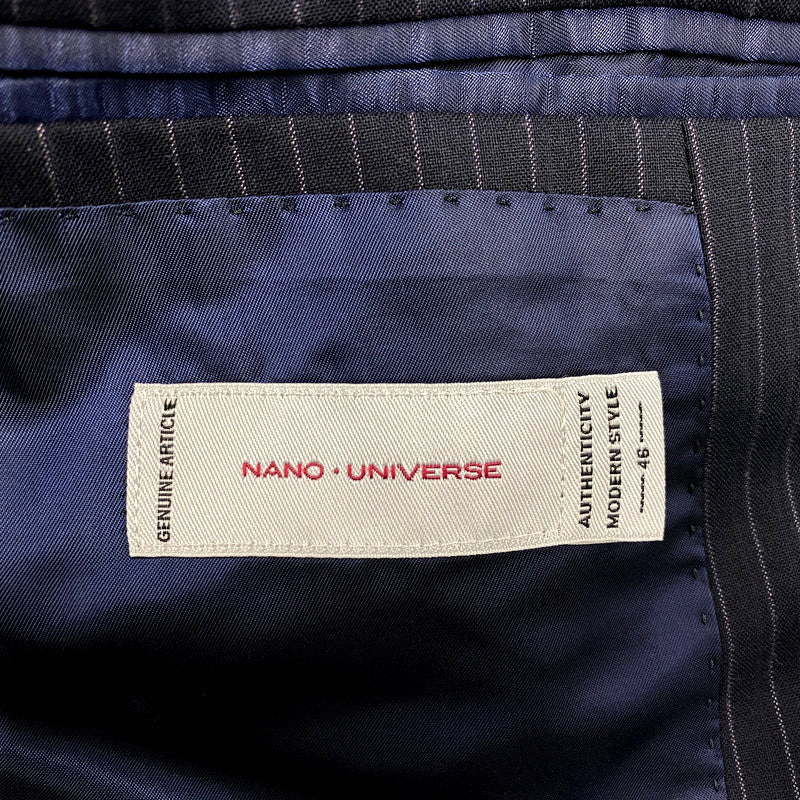 GENUINE ARTICLE
NANO · UNIVERSE
AUTHENTICITY
MODERN STYLE
46